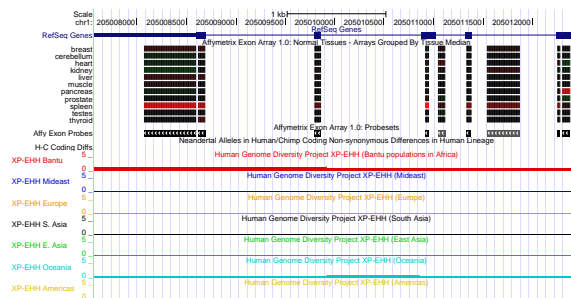 Scale 1 kb
chr1: 205008000 205008500 205009000 205009500 205010000 205010500 205011000 205011500 205012000
RefSeq Genes
RefSeq Genes
Affymetrix Exon Array 1.0: Normal Tissues - Arrays Grouped By Tissue Median
breast
cerebellum
heart
kidney
liver
muscle
pancreas
prostate
spleen
testes
thyroid
Affymetrix Exon Array 1.0: Probesets
Affy Exon Probes
Neandertal Alleles in Human/Chimp Coding Non-synonymous Differences in Human Lineage
H-C Coding Diffs
5 _ Human Genome Diversity Project XP-EHH (Bantu populations in Africa)
XP-EHH Bantu
0 _
5 _ Human Genome Diversity Project XP-EHH (Mideast)
XP-EHH Mideast
0 _
5 _ Human Genome Diversity Project XP-EHH (Europe)
XP-EHH Europe
0 _
5 _ Human Genome Diversity Project XP-EHH (South Asia)
XP-EHH S. Asia
0 _
5 _ Human Genome Diversity Project XP-EHH (East Asia)
XP-EHH E. Asia
0 _
5 _ Human Genome Diversity Project XP-EHH (Oceania)
XP-EHH Oceania
0 _
5 _ Human Genome Diversity Project XP-EHH (Americas)
XP-EHH Americas
0 _